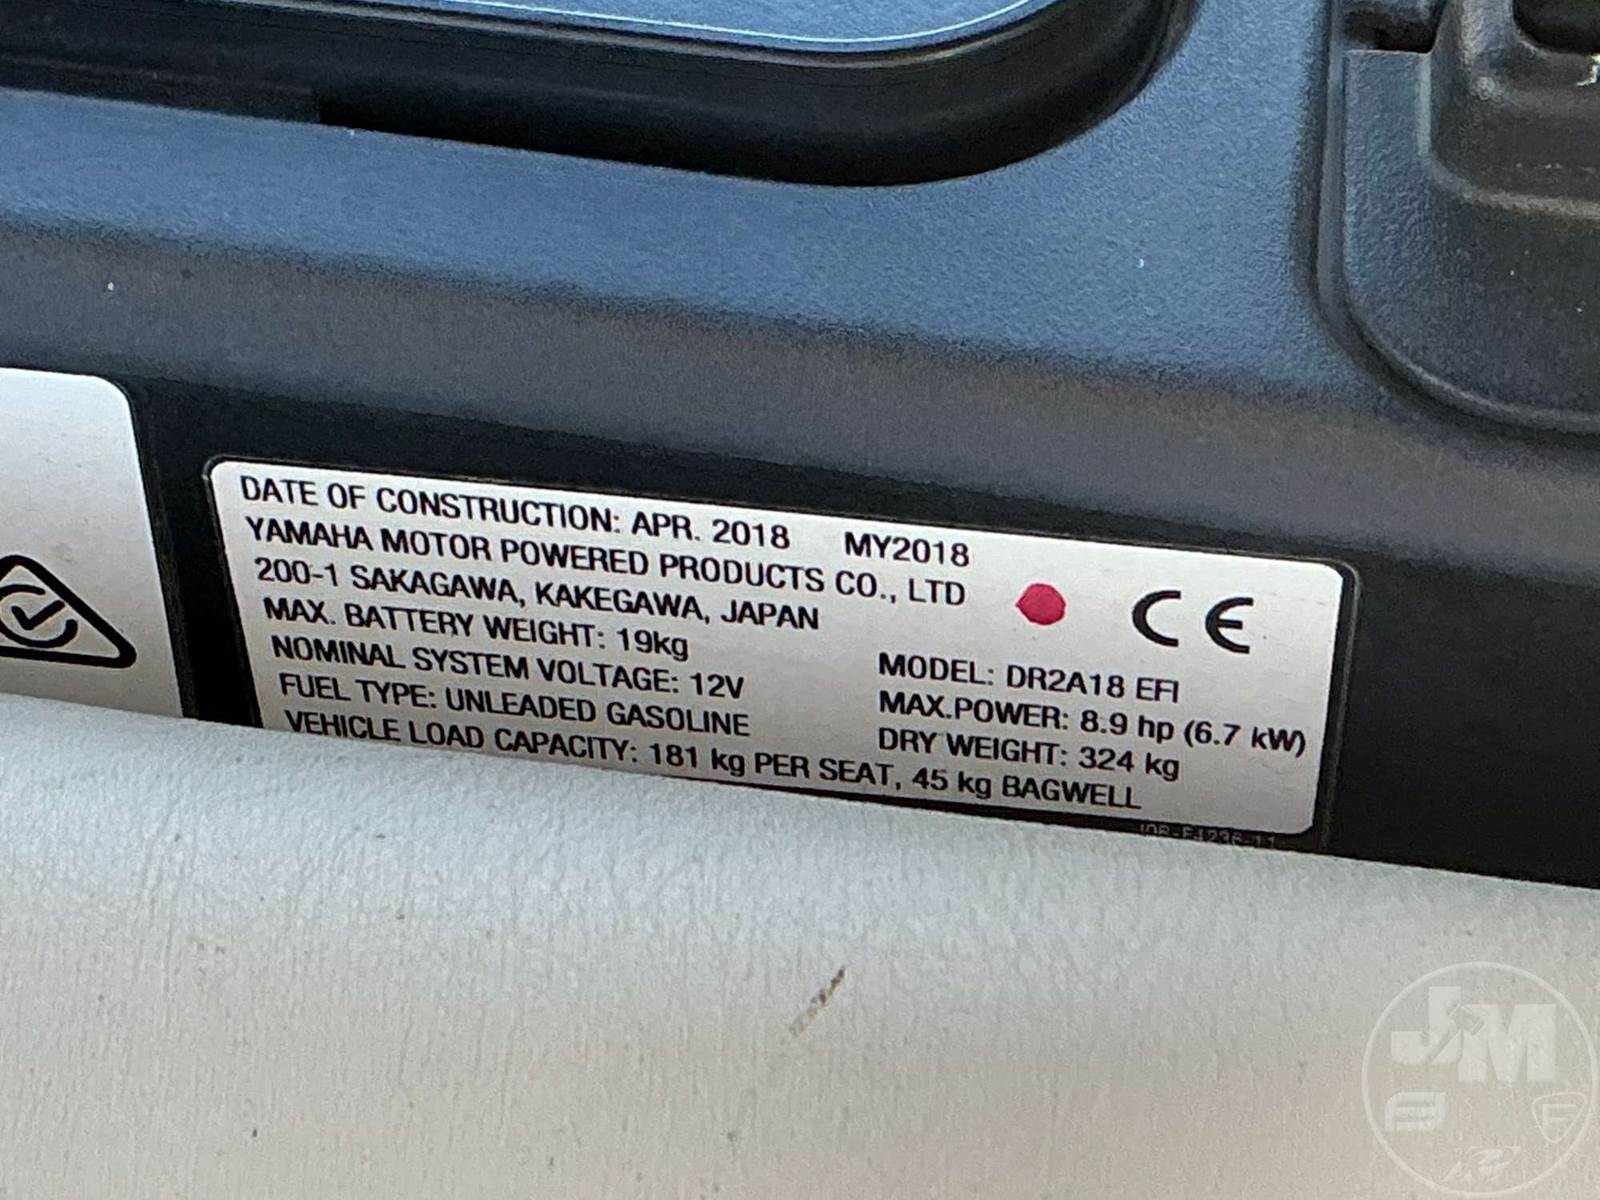 DATE OF CONSTRUCTION: APR. 2018 MY2018
YAMAHA MOTOR POWERED PRODUCTS CO., LTD
200-1 SAKAGAWA, KAKEGAWA, JAPAN
MAX. BATTERY WEIGHT: 19kg
NOMINAL SYSTEM VOLTAGE: 12V
FUEL TYPE: UNLEADED GASOLINE
VEHICLE LOAD CAPACITY: 181 kg PER SEAT, 45 kg BAGWELL
CE
MODEL: DR2A18 EFI
MAX.POWER: 8.9 hp (6.7 kW)
DRY WEIGHT: 324 kg
JM